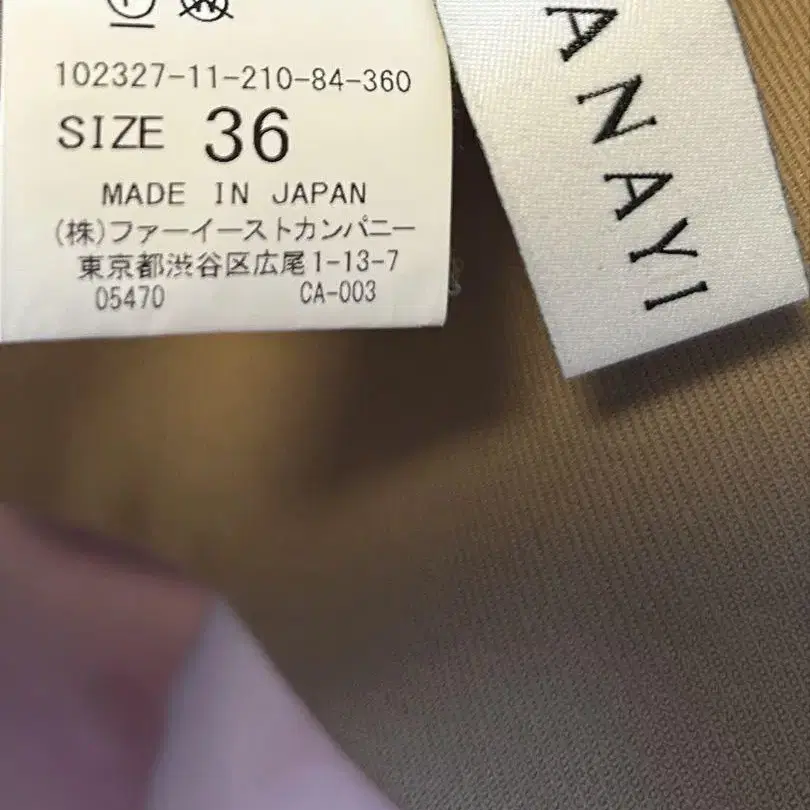 102327-11-210-84-360
SIZE 36
MADE IN JAPAN
(株)ファーイーストカンパニー
東京都渋谷区広尾1-13-7
05470 CA-003
ANAYI